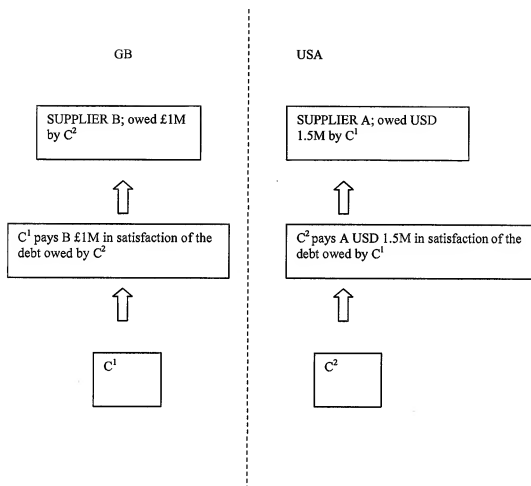 GB
USA
SUPPLIER B; owed £1M
by C²
SUPPLIER A; owed USD
1.5M by C¹
C¹ pays B £1M in satisfaction of the
debt owed by C²
C² pays A USD 1.5M in satisfaction of the
debt owed by C¹
C¹
C²